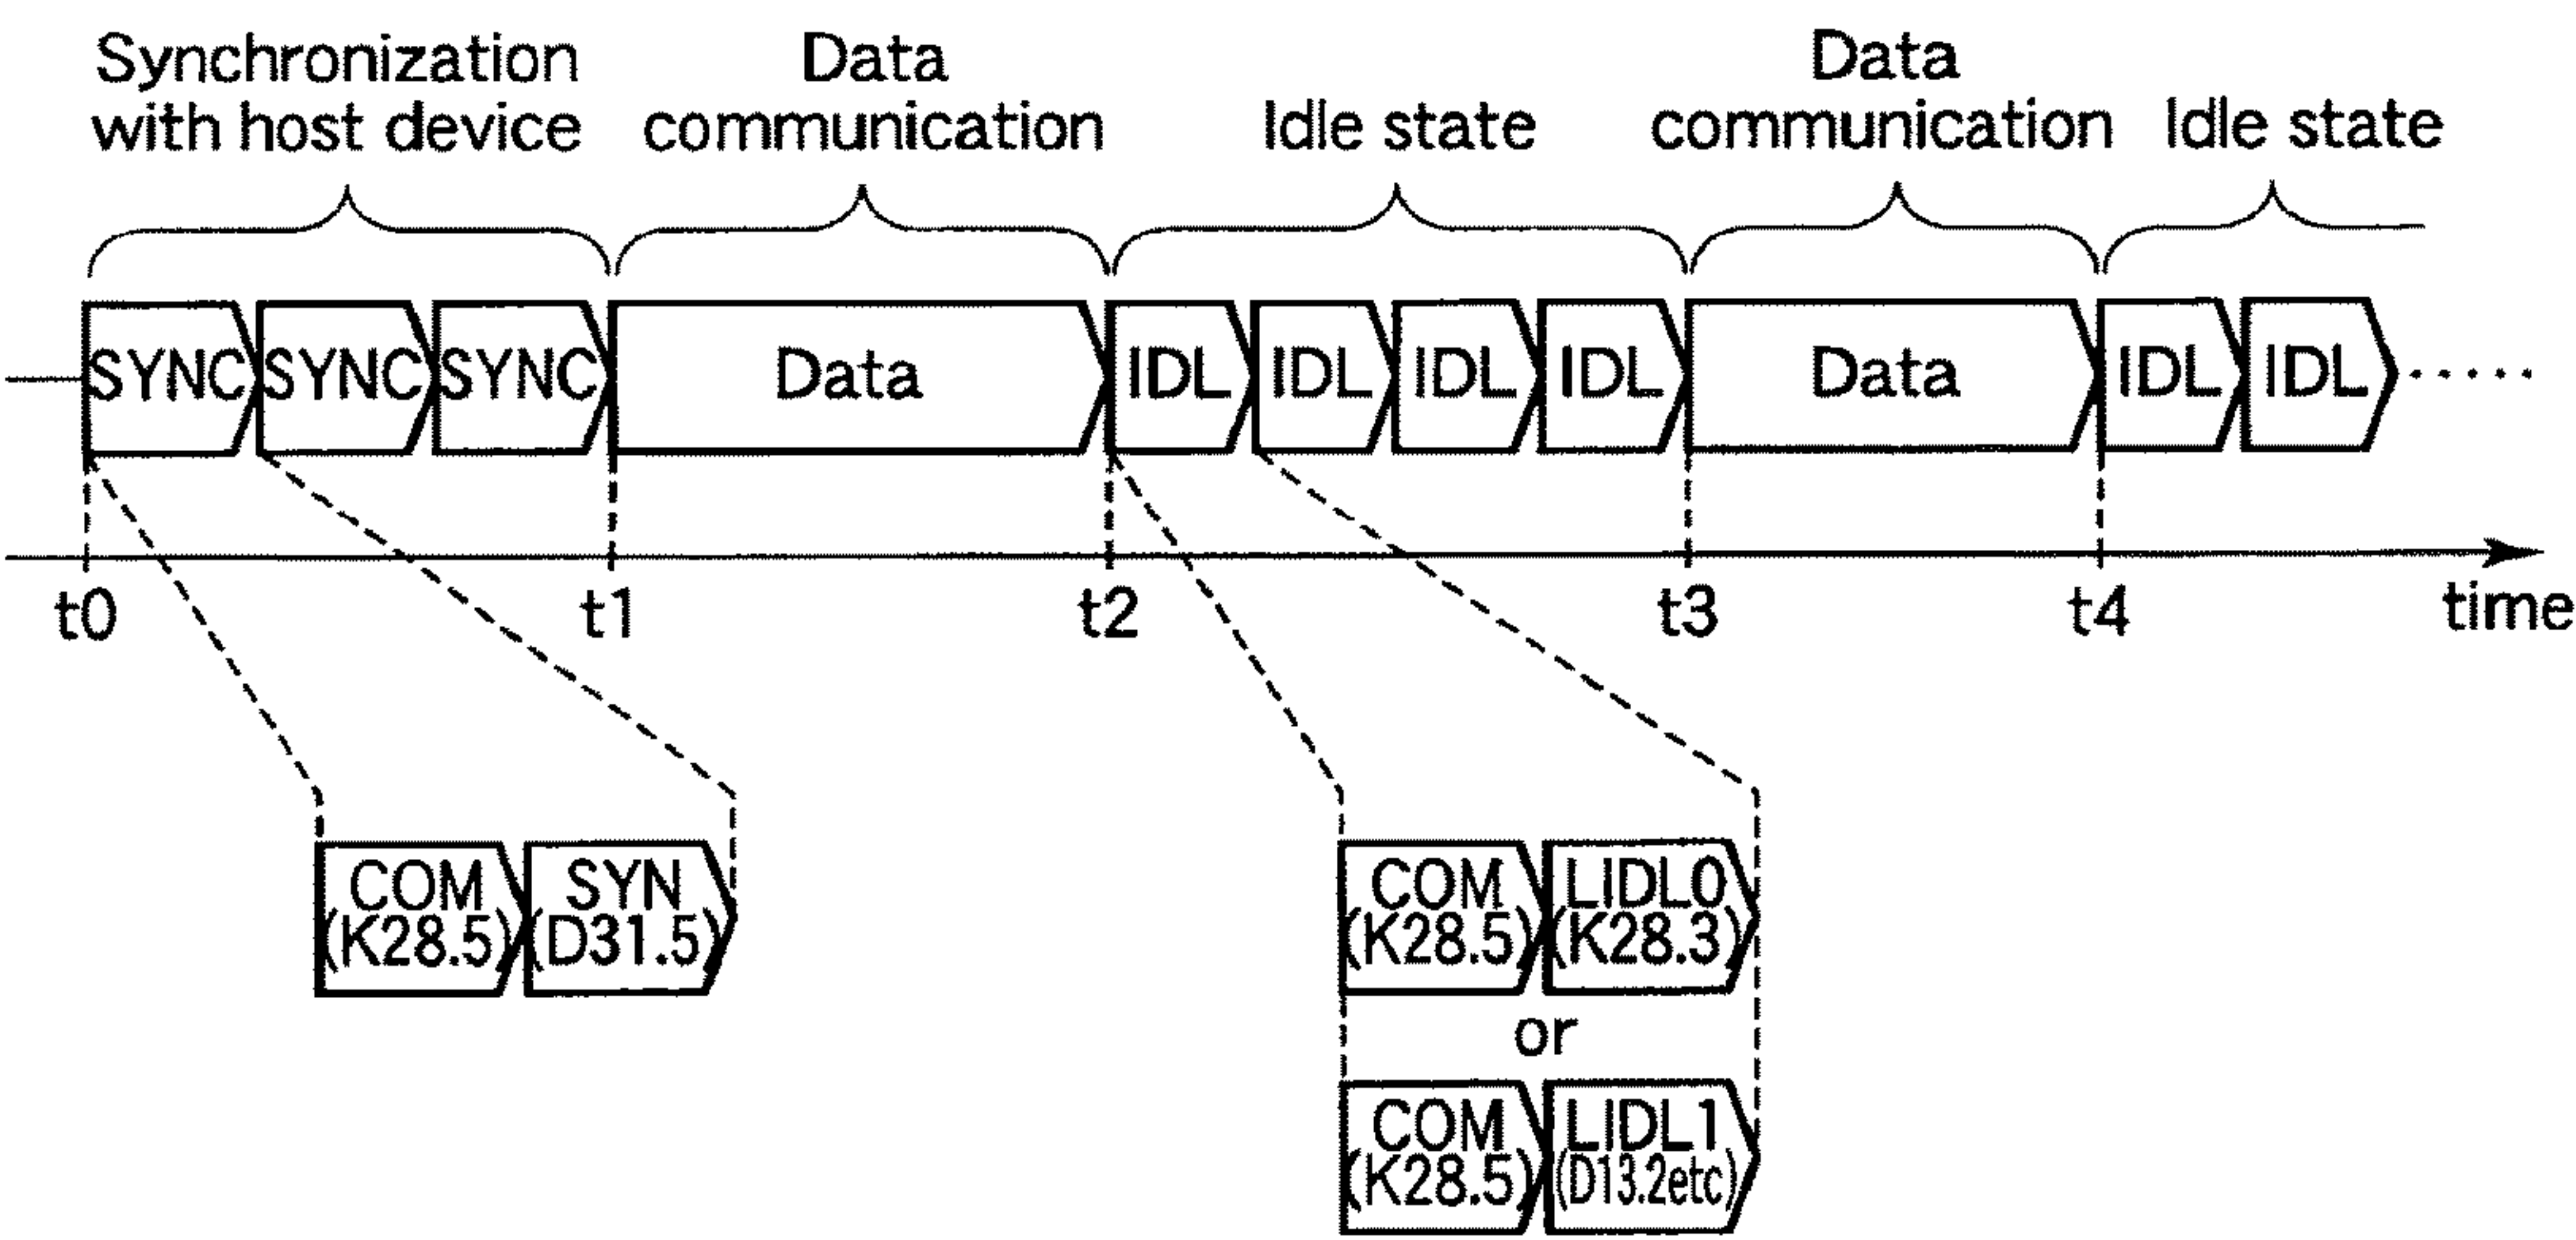 Synchronization
with host device
Data
communication
Idle state
Data
communication
Idle state
SYNC SYNC SYNC Data IDL IDL IDL IDL Data IDL IDL ·····
t0 t1 t2 t3 t4 time
COM
(K28.5)
SYN
(D31.5)
COM
(K28.5)
LIDL0
(K28.3)
or
COM
(K28.5)
LIDL1
(D13.2etc)